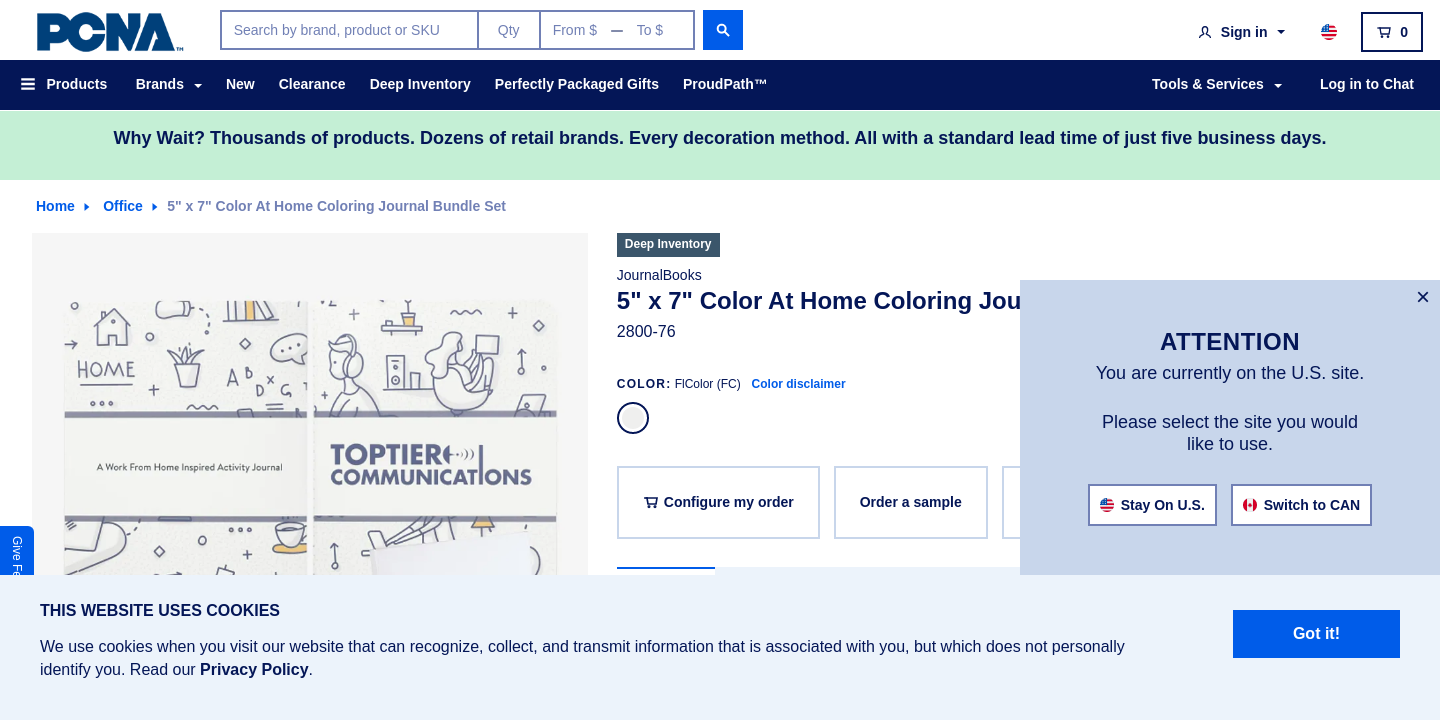 PCNA™
Search by brand, product or SKU
Qty
From $ — To $
Sign in
0
Products
Brands
New
Clearance
Deep Inventory
Perfectly Packaged Gifts
ProudPath™
Tools & Services
Log in to Chat
Why Wait? Thousands of products. Dozens of retail brands. Every decoration method. All with a standard lead time of just five business days.
Home
Office
5" x 7" Color At Home Coloring Journal Bundle Set
HOME
A B C
D X G
A Work From Home Inspired Activity Journal
TOPTIER
COMMUNICATIONS
Deep Inventory
JournalBooks
5" x 7" Color At Home Coloring Jou
2800-76
COLOR: FlColor (FC) Color disclaimer
Configure my order
Order a sample
×
ATTENTION
You are currently on the U.S. site.
Please select the site you would
like to use.
Stay On U.S.
Switch to CAN
Give Fe
THIS WEBSITE USES COOKIES
We use cookies when you visit our website that can recognize, collect, and transmit information that is associated with you, but which does not personally
identify you. Read our Privacy Policy.
Got it!